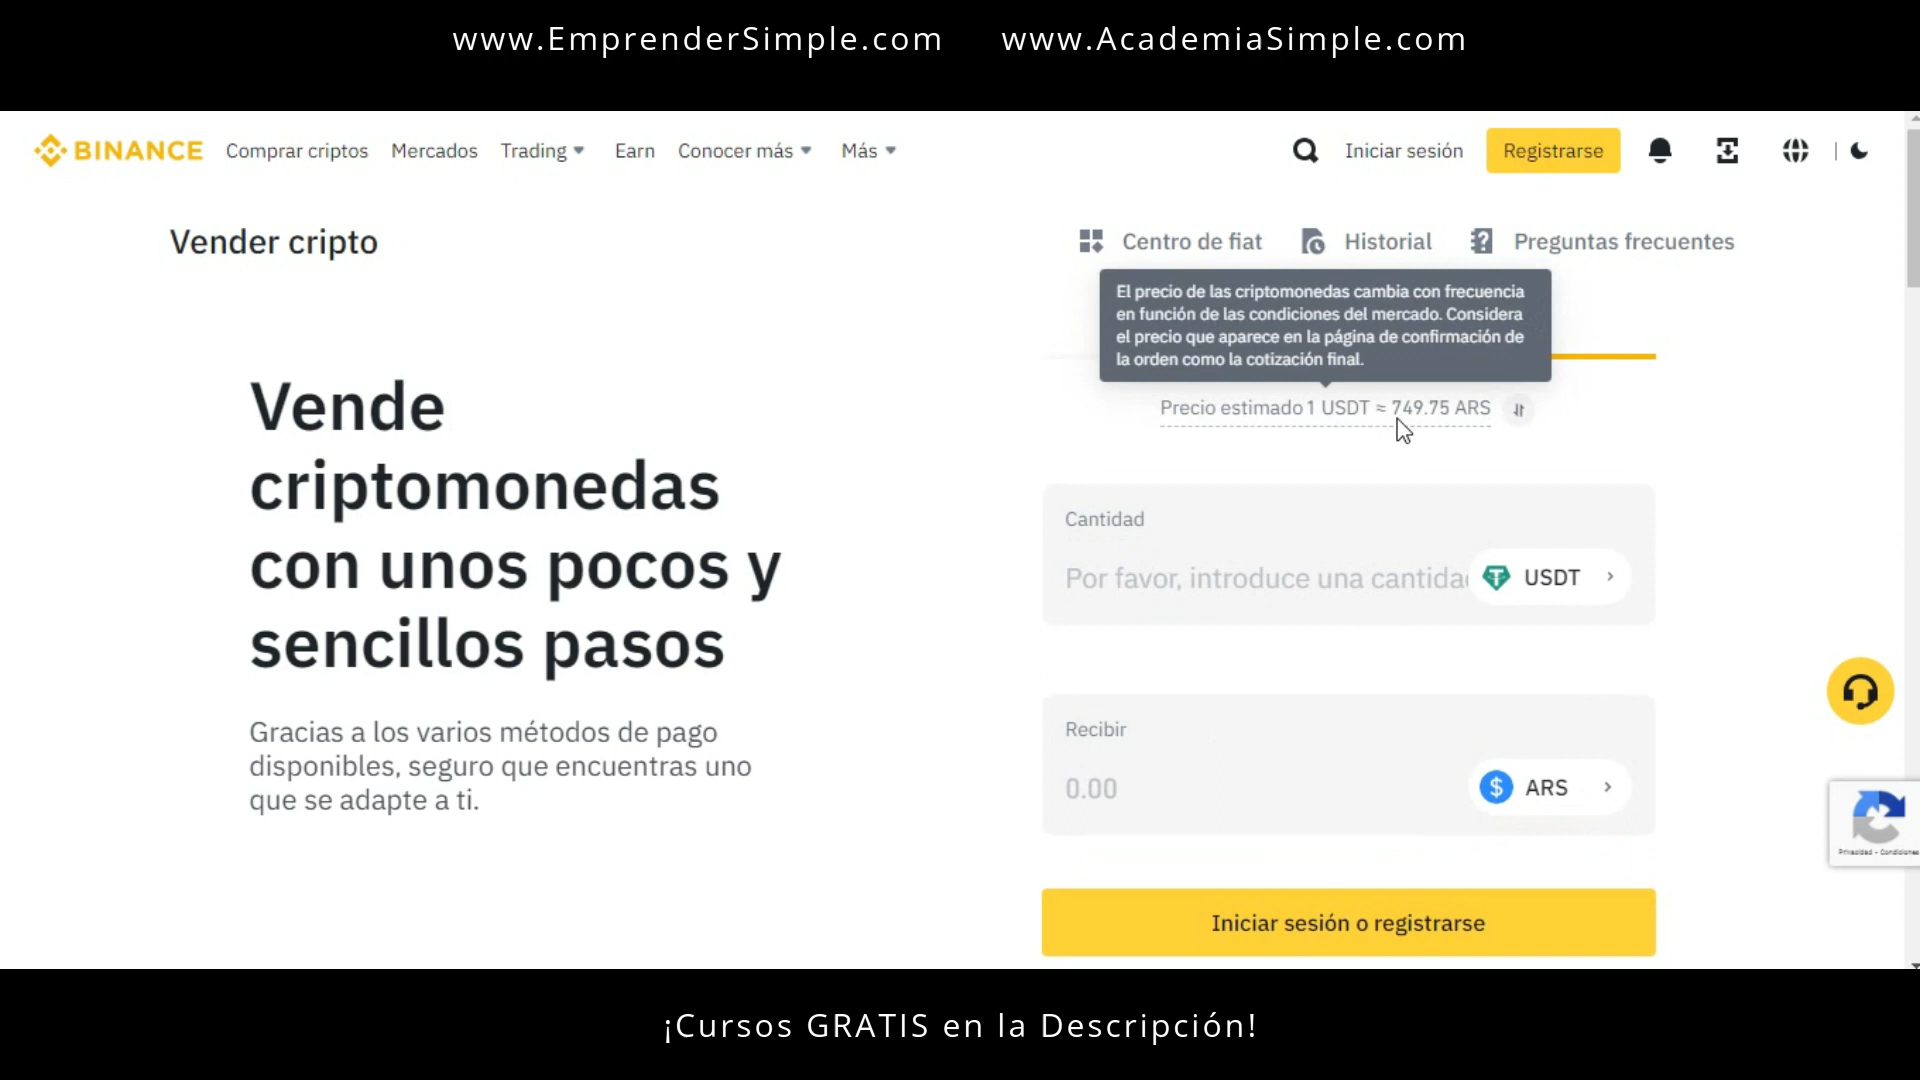 www.EmprenderSimple.com www.AcademiaSimple.com
BINANCE Comprar criptos Mercados Trading Earn Conocer más Más Iniciar sesión Registrarse
Vender cripto Centro de fiat Historial Preguntas frecuentes
El precio de las criptomonedas cambia con frecuencia
en función de las condiciones del mercado. Considera
el precio que aparece en la página de confirmación de
la orden como la cotización final.
Precio estimado 1 USDT ≈ 749.75 ARS
Vende
criptomonedas
con unos pocos y
sencillos pasos
Gracias a los varios métodos de pago
disponibles, seguro que encuentras uno
que se adapte a ti.
Cantidad
Por favor, introduce una cantidad USDT
Recibir
0.00 ARS
Iniciar sesión o registrarse
Privacidad - Condiciones
¡Cursos GRATIS en la Descripción!